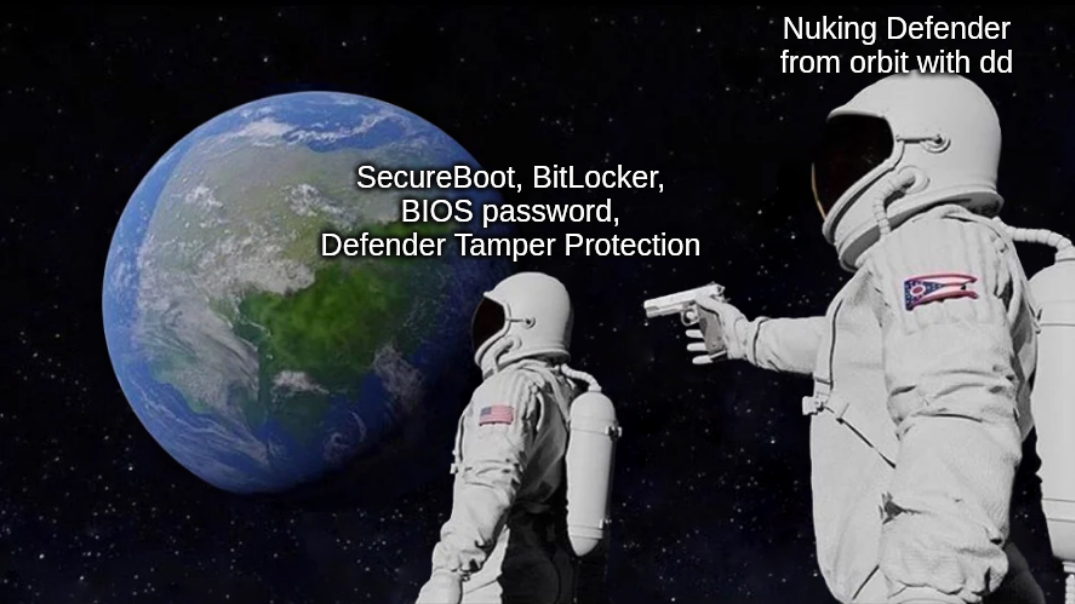 Nuking Defender
from orbit with dd
SecureBoot, BitLocker,
BIOS password,
Defender Tamper Protection